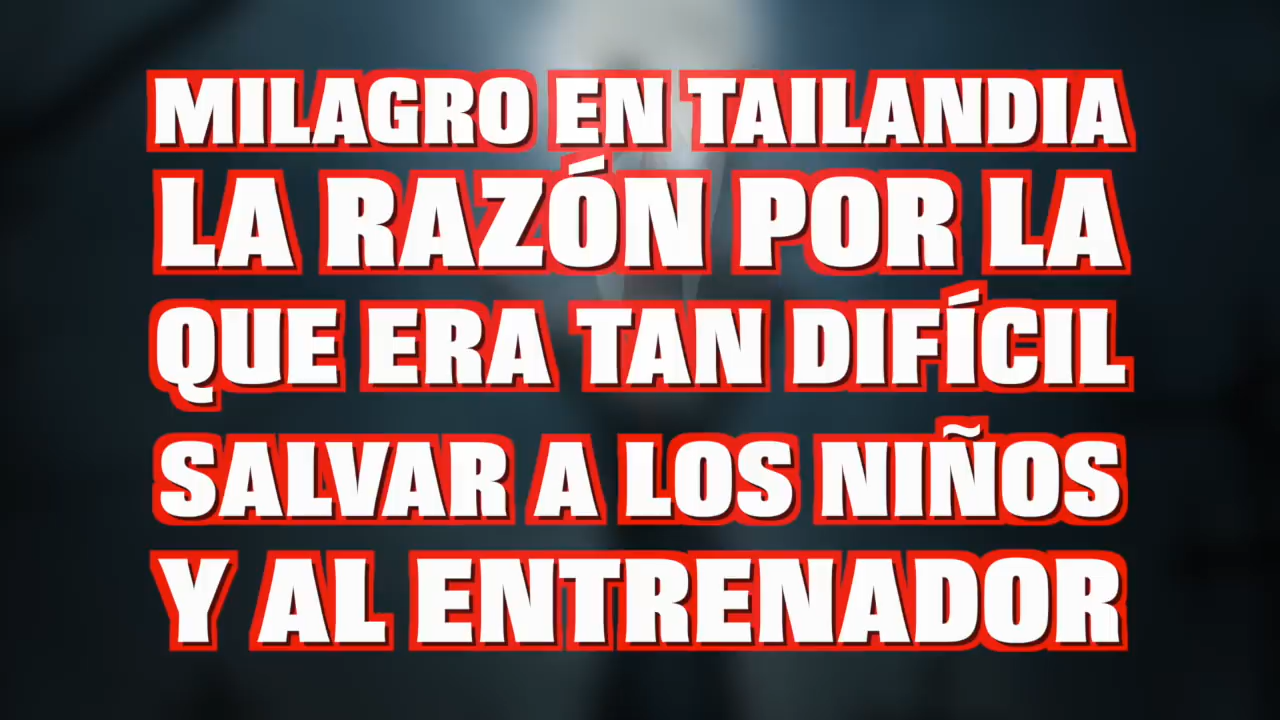 MILAGRO EN TAILANDIA
LA RAZÓN POR LA
QUE ERA TAN DIFÍCIL
SALVAR A LOS NIÑOS
Y AL ENTRENADOR